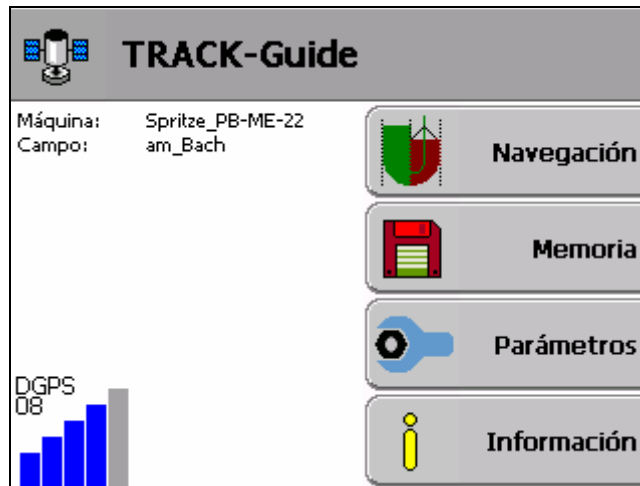 TRACK-Guide
Máquina: Spritze_PB-ME-22
Campo: am_Bach
Navegación
Memoria
Parámetros
Información
DGPS
08